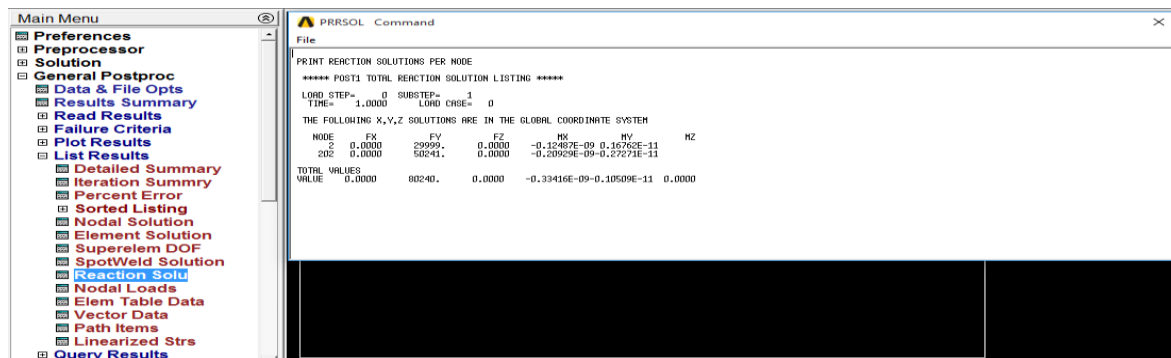 Main Menu
Preferences
Preprocessor
Solution
General Postproc
Data & File Opts
Results Summary
Read Results
Failure Criteria
Plot Results
List Results
Detailed Summary
Iteration Summry
Percent Error
Sorted Listing
Nodal Solution
Element Solution
Superelem DOF
SpotWeld Solution
Reaction Solu
Nodal Loads
Elem Table Data
Vector Data
Path Items
Linearized Strs
Query Results
PRRSOL Command
File
PRINT REACTION SOLUTIONS PER NODE
***** POST1 TOTAL REACTION SOLUTION LISTING *****
LOAD STEP= 0 SUBSTEP= 1
TIME= 1.0000 LOAD CASE= 0
THE FOLLOWING X,Y,Z SOLUTIONS ARE IN THE GLOBAL COORDINATE SYSTEM
NODE FX FY FZ MX MY MZ
2 0.0000 29999. 0.0000 -0.12487E-09 0.16762E-11
202 0.0000 50241. 0.0000 -0.20929E-09-0.27271E-11
TOTAL VALUES
VALUE 0.0000 80240. 0.0000 -0.33416E-09-0.10509E-11 0.0000